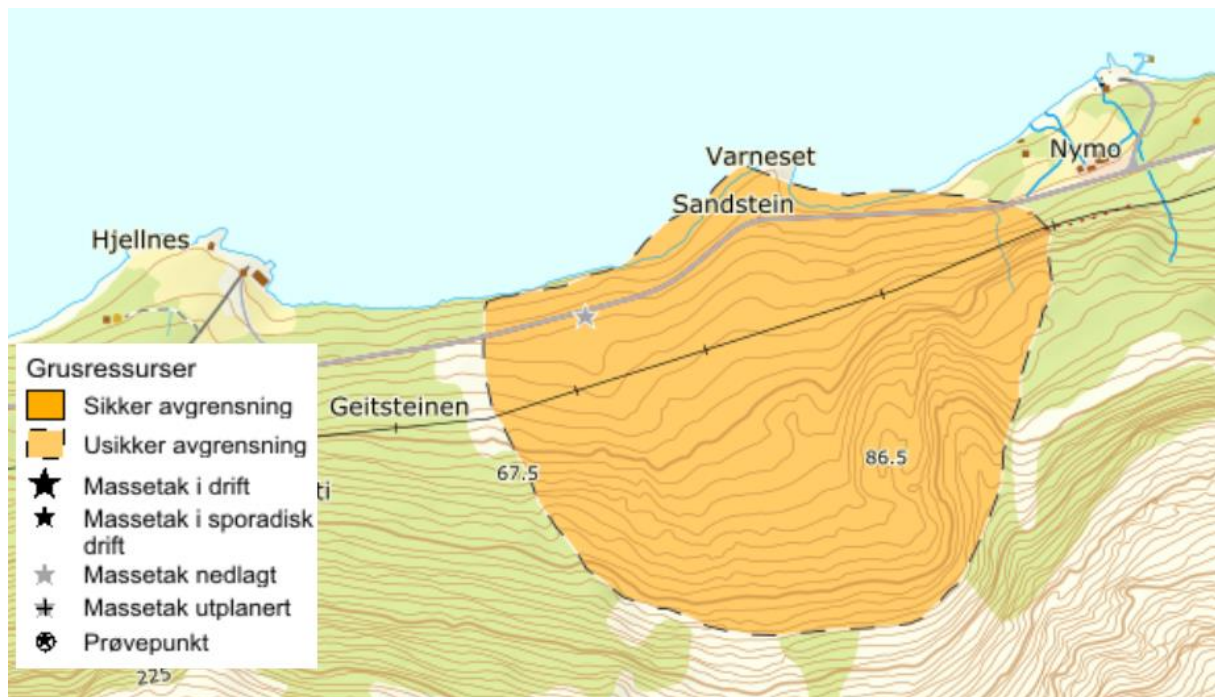 Varneset
Nymo
Sandstein
Hjellnes
Geitsteinen
67.5
86.5
ti
225
Grusressurser
Sikker avgrensning
Usikker avgrensning
Massetak i drift
Massetak i sporadisk
drift
Massetak nedlagt
Massetak utplanert
Prøvepunkt